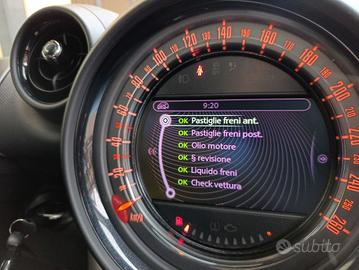 9:20
OK Pastiglie freni ant.
OK Pastiglie freni post.
OK Olio motore
OK § revisione
OK Liquido freni
OK Check vettura
km/h
subito